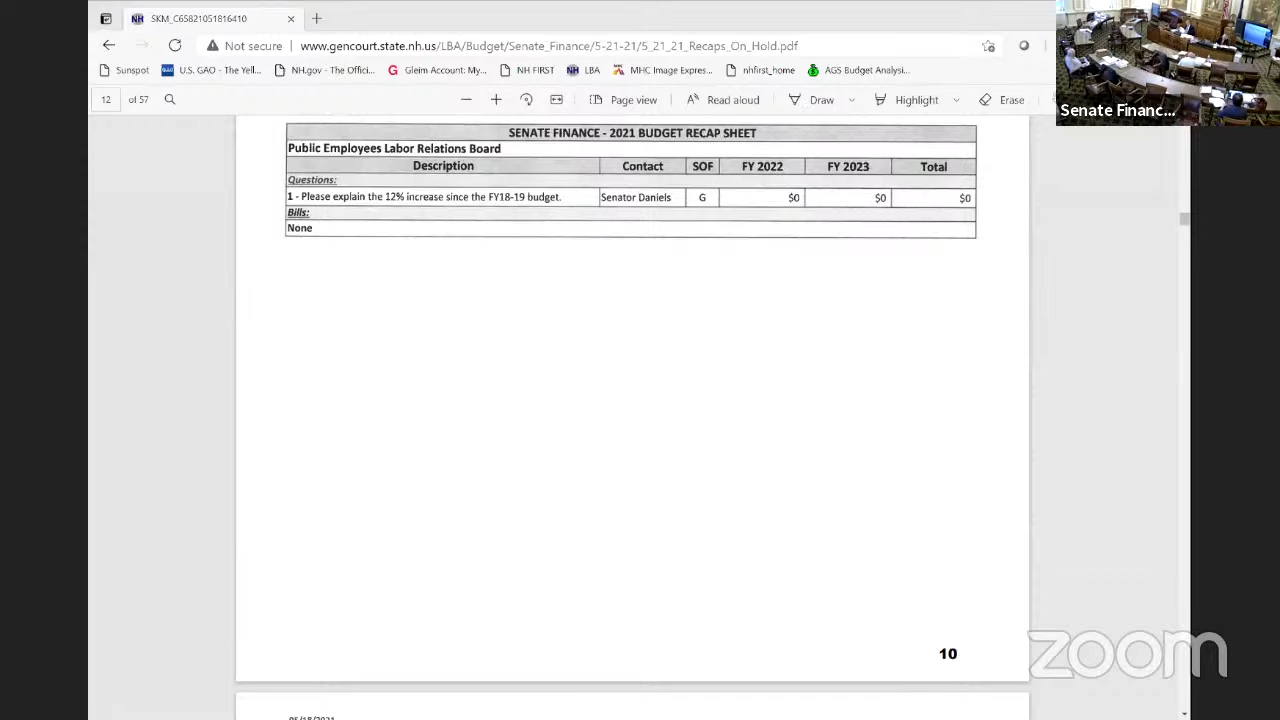 SKM_C65821051816410
Not secure | www.gencourt.state.nh.us/LBA/Budget/Senate_Finance/5-21-21/5_21_21_Recaps_On_Hold.pdf
Sunspot U.S. GAO - The Yell... NH.gov - The Offici... G Gleim Account: My... NH FIRST NH LBA MHC Image Expres... nhfirst_home AGS Budget Analysi...
12 of 57 Page view Read aloud Draw Highlight Erase
Senate Financ...
SENATE FINANCE - 2021 BUDGET RECAP SHEET
Public Employees Labor Relations Board
Description Contact SOF FY 2022 FY 2023 Total
Questions:
1 - Please explain the 12% increase since the FY18-19 budget. Senator Daniels G $0 $0 $0
Bills:
None
10
zoom
05/18/2021